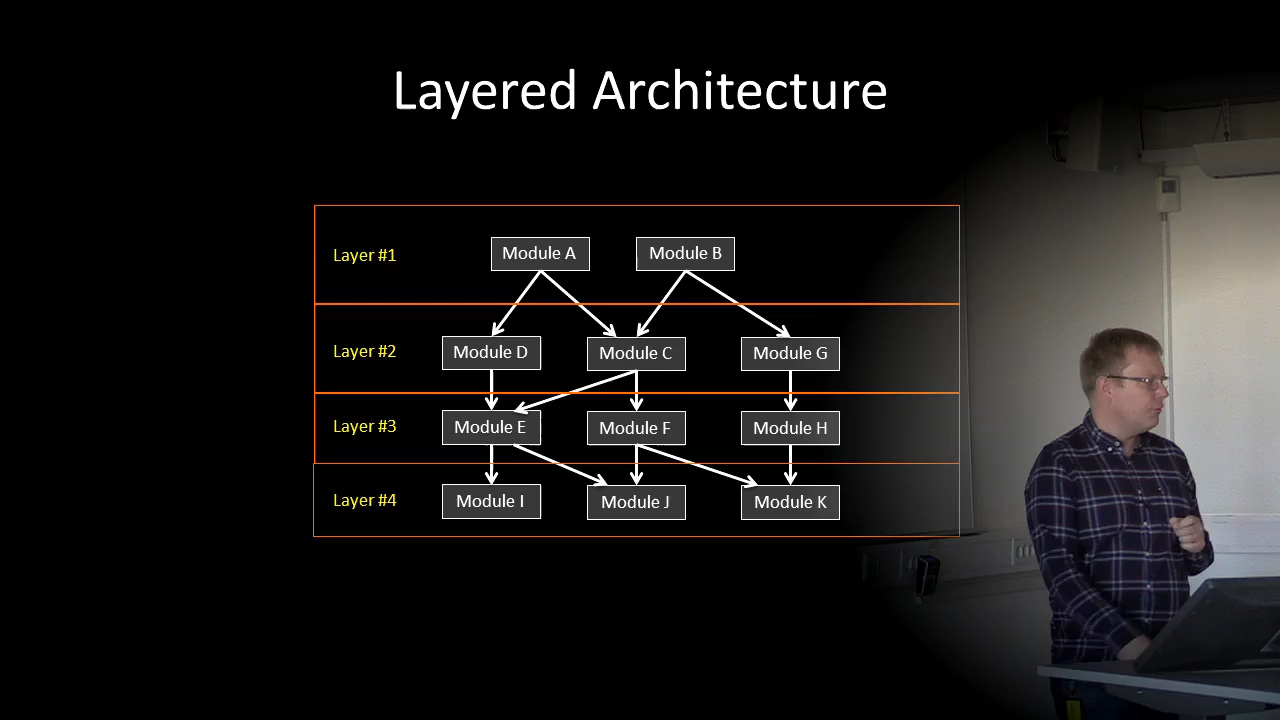 Layered Architecture
Layer #1
Module A
Module B
Layer #2
Module D
Module C
Module G
Layer #3
Module E
Module F
Module H
Layer #4
Module I
Module J
Module K